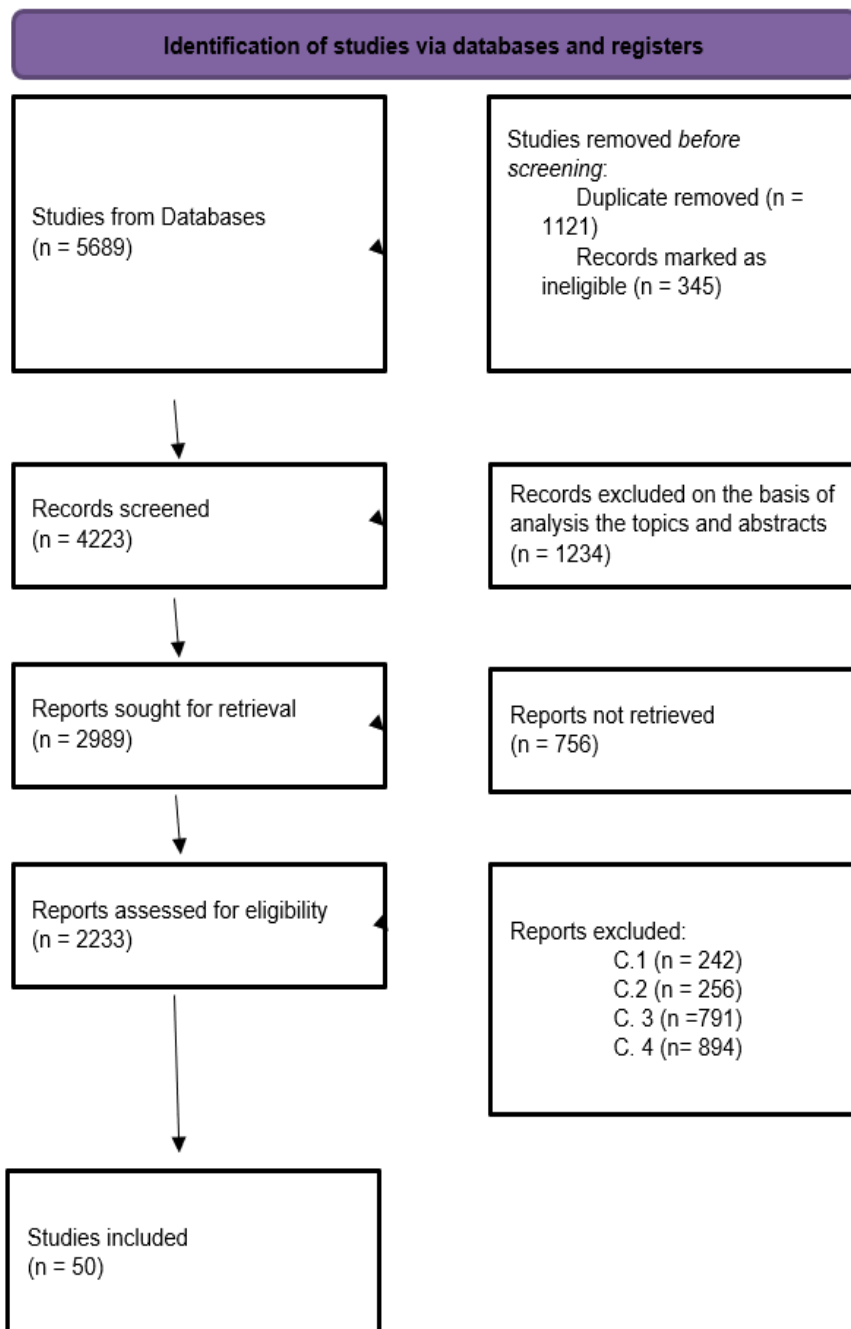 Identification of studies via databases and registers
Studies from Databases
(n = 5689)
Studies removed before
screening:
Duplicate removed (n =
1121)
Records marked as
ineligible (n = 345)
Records screened
(n = 4223)
Records excluded on the basis of
analysis the topics and abstracts
(n = 1234)
Reports sought for retrieval
(n = 2989)
Reports not retrieved
(n = 756)
Reports assessed for eligibility
(n = 2233)
Reports excluded:
C.1 (n = 242)
C.2 (n = 256)
C. 3 (n =791)
C. 4 (n= 894)
Studies included
(n = 50)